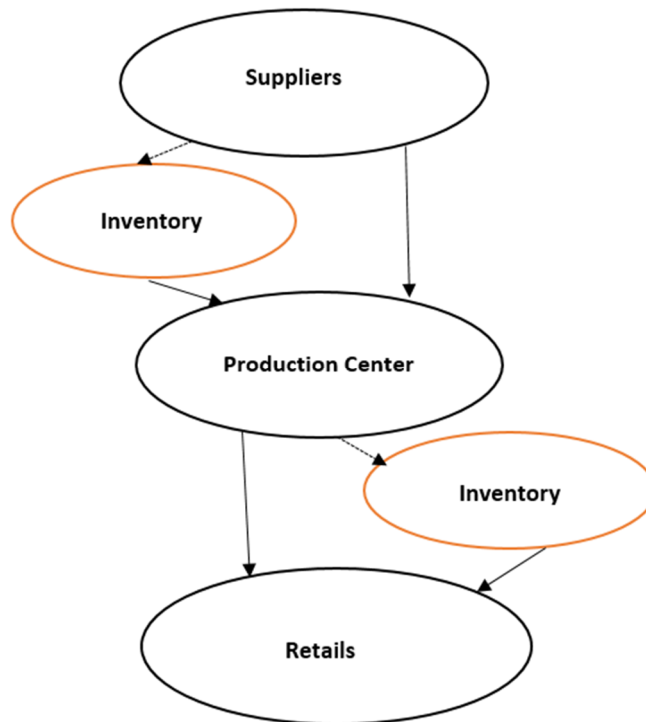 Suppliers
Inventory
Production Center
Inventory
Retails